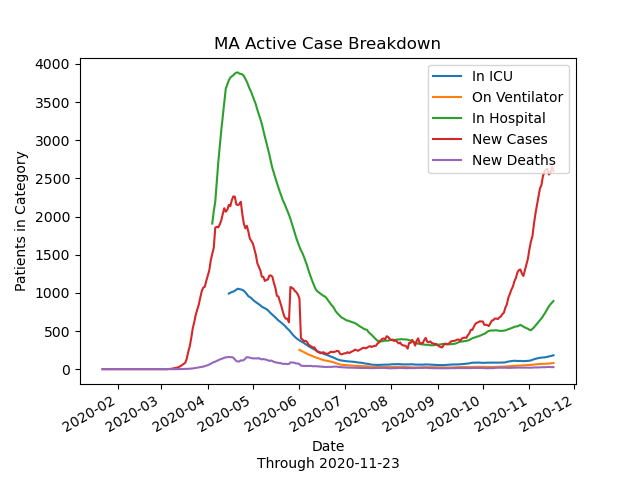 MA Active Case Breakdown
4000
3500
3000
2500
2000
1500
1000
500
0
Patients in Category
In ICU
On Ventilator
In Hospital
New Cases
New Deaths
2020-02
2020-03
2020-04
2020-05
2020-06
2020-07
2020-08
2020-09
2020-10
2020-11
2020-12
Date
Through 2020-11-23